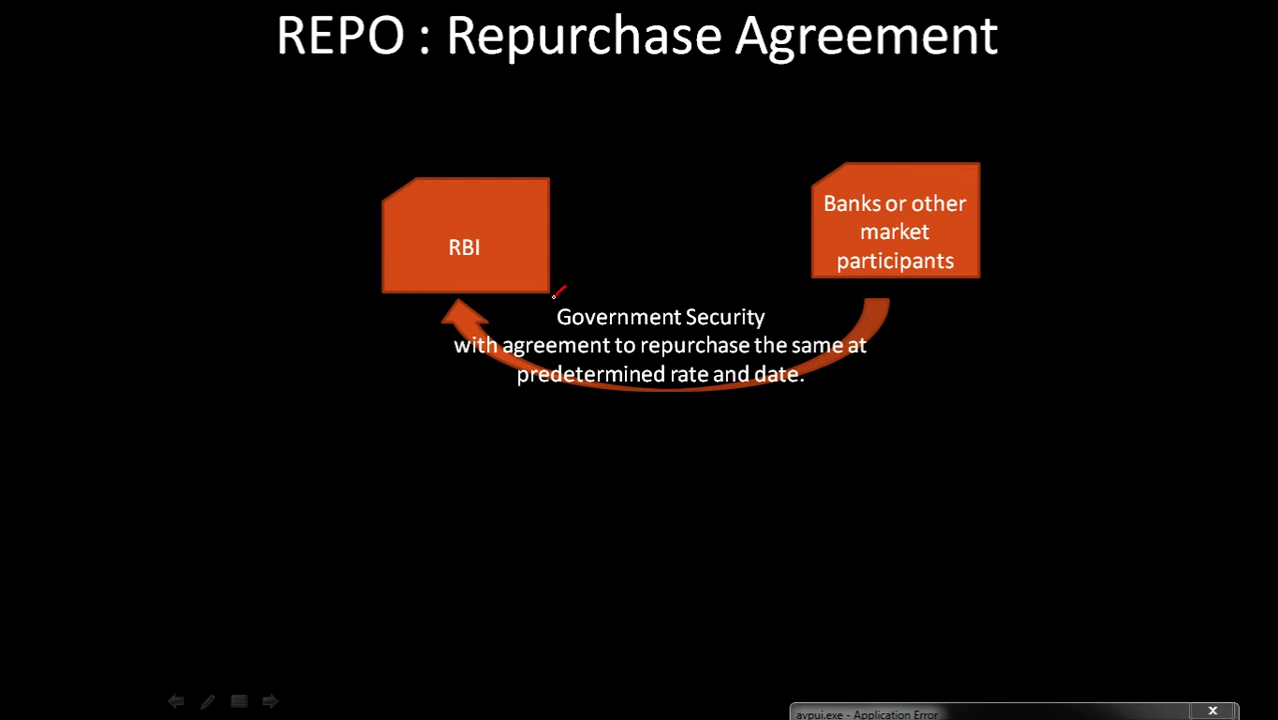 REPO : Repurchase Agreement
RBI
Banks or other
market
participants
Government Security
with agreement to repurchase the same at
predetermined rate and date.
avpui.exe - Application Error